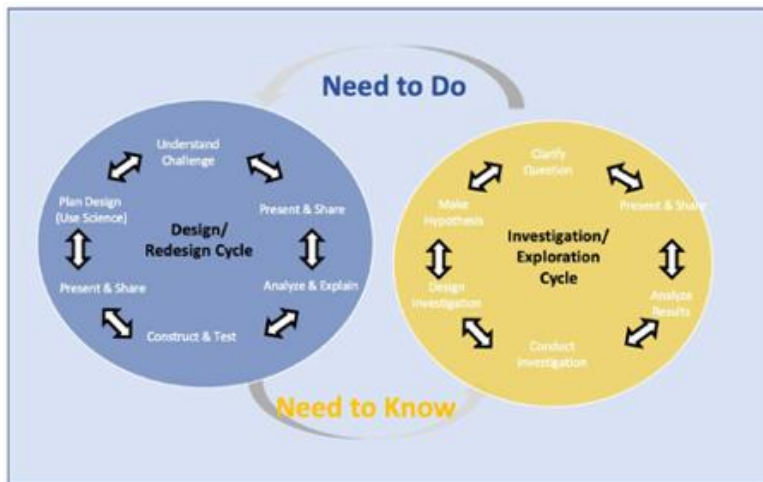 Need to Do
Understand
Challenge
Plan Design
(Use Science)
Present & Share
Design/
Redesign Cycle
Present & Share
Analyze & Explain
Construct & Test
Clarify
Question
Make
Hypothesis
Present & Share
Investigation/
Exploration
Cycle
Design
Investigation
Analyze
Results
Conduct
Investigation
Need to Know